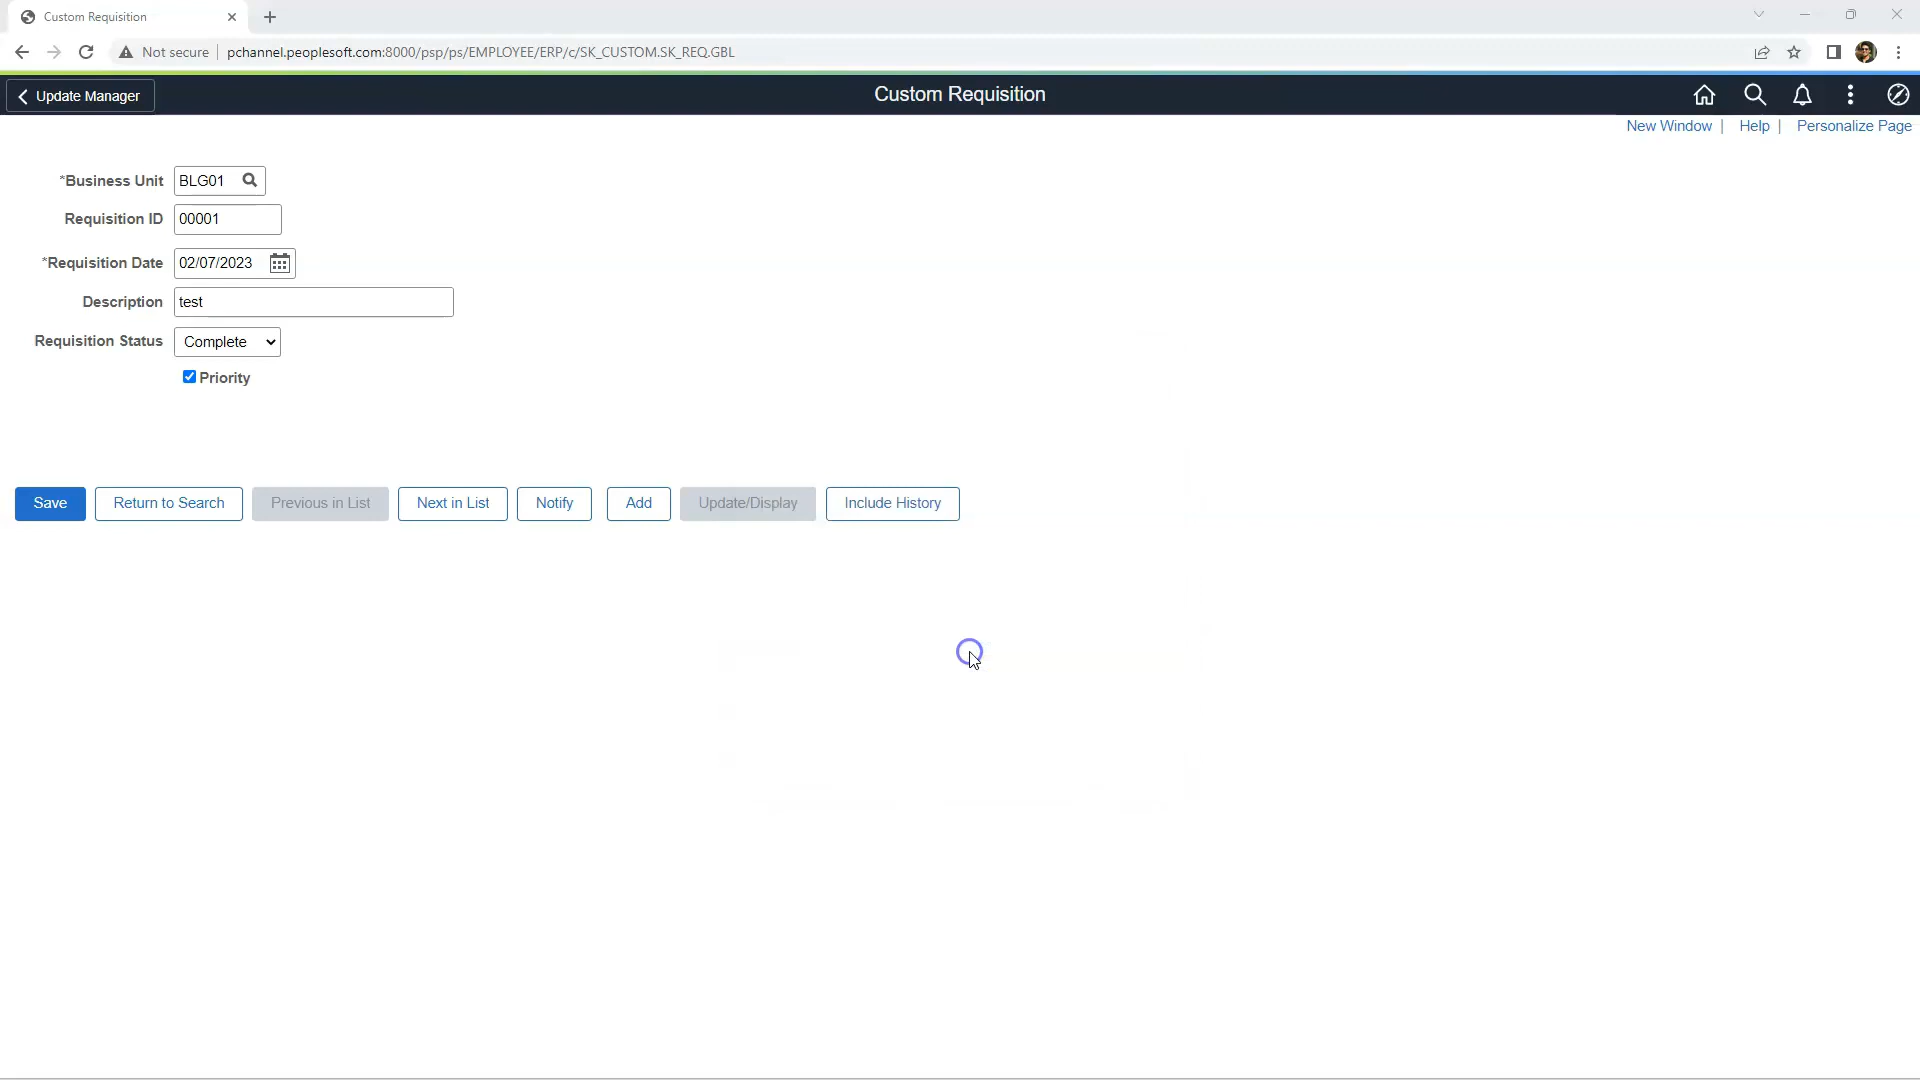 Custom Requisition
Not secure pchannel.peoplesoft.com:8000/psp/ps/EMPLOYEE/ERP/c/SK_CUSTOM.SK_REQ.GBL
Update Manager Custom Requisition
New Window | Help | Personalize Page
*Business Unit BLG01
Requisition ID 00001
*Requisition Date 02/07/2023
Description test
Requisition Status Complete
Priority
Save Return to Search Previous in List Next in List Notify Add Update/Display Include History